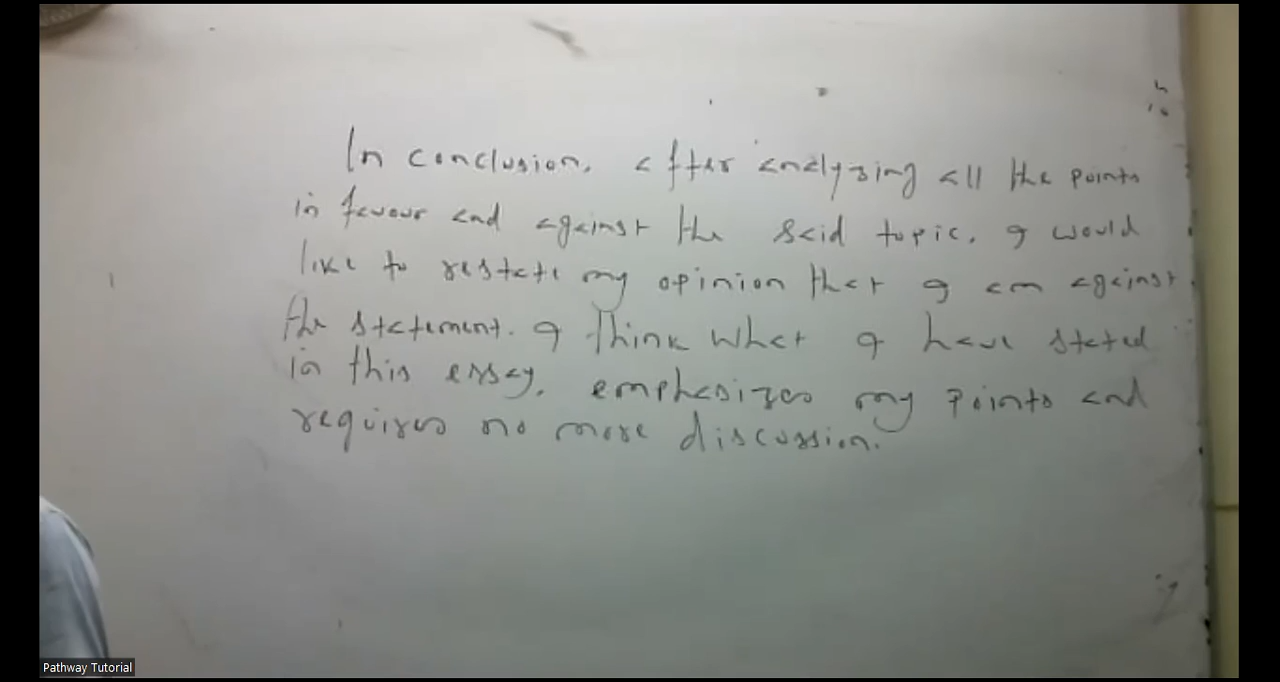 In conclusion, after analyzing all the points
in favour and against the said topic, I would
like to restate my opinion that I am against
the statement. I think what I have stated
in this essay, emphasizes my points and
requires no more discussion.
Pathway Tutorial